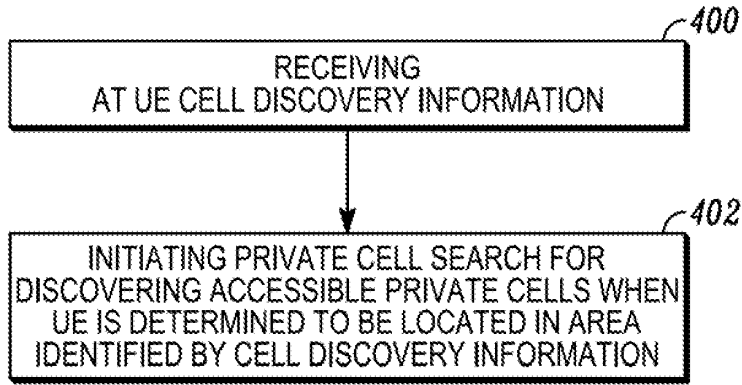 400
RECEIVING
AT UE CELL DISCOVERY INFORMATION
402
INITIATING PRIVATE CELL SEARCH FOR
DISCOVERING ACCESSIBLE PRIVATE CELLS WHEN
UE IS DETERMINED TO BE LOCATED IN AREA
IDENTIFIED BY CELL DISCOVERY INFORMATION